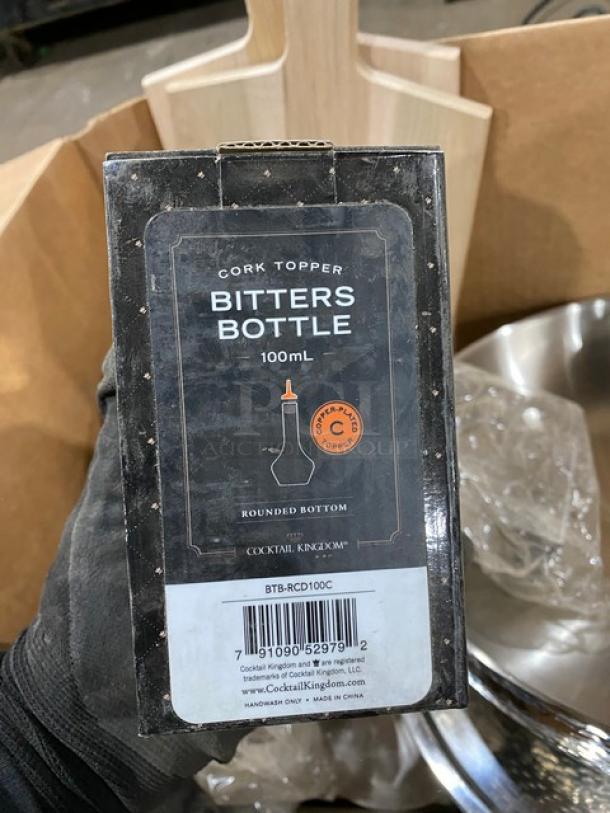 CORK TOPPER
BITTERS
BOTTLE
100mL
COPPER-PLATED
C
TOPPER
ROUNDED BOTTOM
COCKTAIL KINGDOM
BTB-RCD100C
7 91090 52979 2
Cocktail Kingdom and are registered
trademarks of Cocktail Kingdom, LLC.
www.CocktailKingdom.com
HANDWASH ONLY • MADE IN CHINA